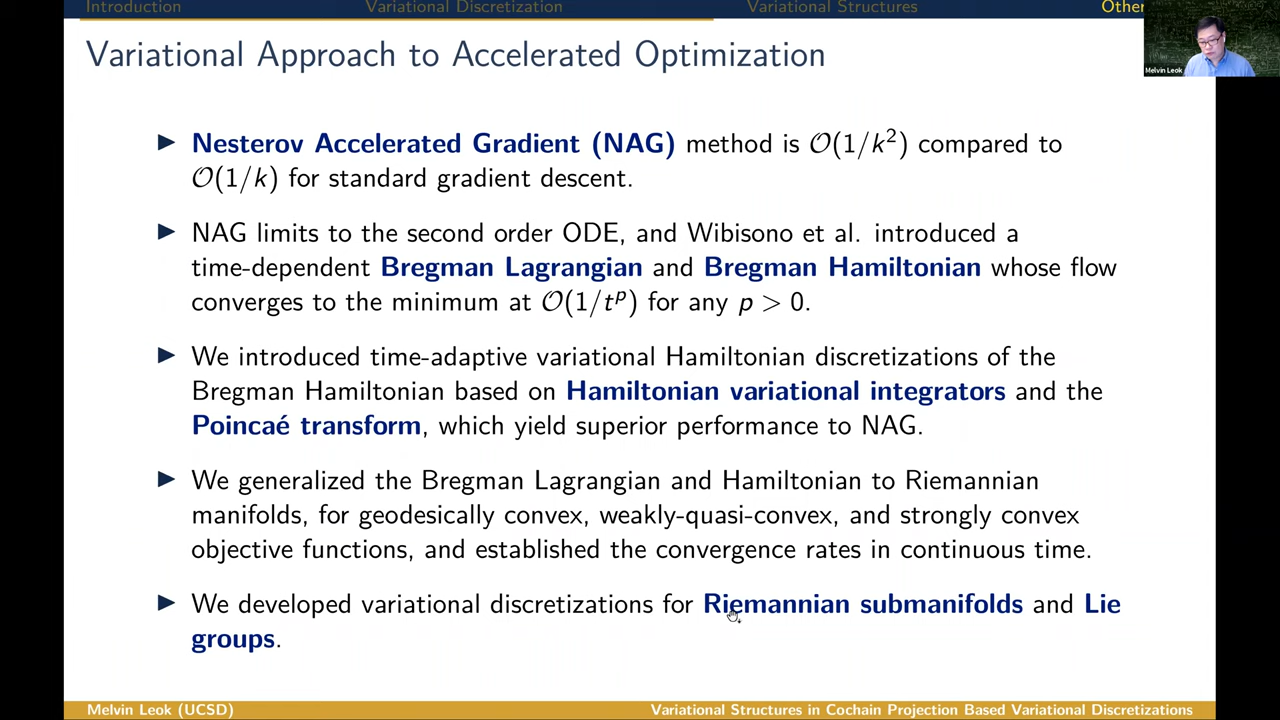 Introduction Variational Discretization Variational Structures Other
Variational Approach to Accelerated Optimization
Melvin Leok
▶ Nesterov Accelerated Gradient (NAG) method is 𝒪(1/k²) compared to
𝒪(1/k) for standard gradient descent.
▶ NAG limits to the second order ODE, and Wibisono et al. introduced a
time-dependent Bregman Lagrangian and Bregman Hamiltonian whose flow
converges to the minimum at 𝒪(1/tᵖ) for any p > 0.
▶ We introduced time-adaptive variational Hamiltonian discretizations of the
Bregman Hamiltonian based on Hamiltonian variational integrators and the
Poincaé transform, which yield superior performance to NAG.
▶ We generalized the Bregman Lagrangian and Hamiltonian to Riemannian
manifolds, for geodesically convex, weakly-quasi-convex, and strongly convex
objective functions, and established the convergence rates in continuous time.
▶ We developed variational discretizations for Riemannian submanifolds and Lie
groups.
Melvin Leok (UCSD) Variational Structures in Cochain Projection Based Variational Discretizations